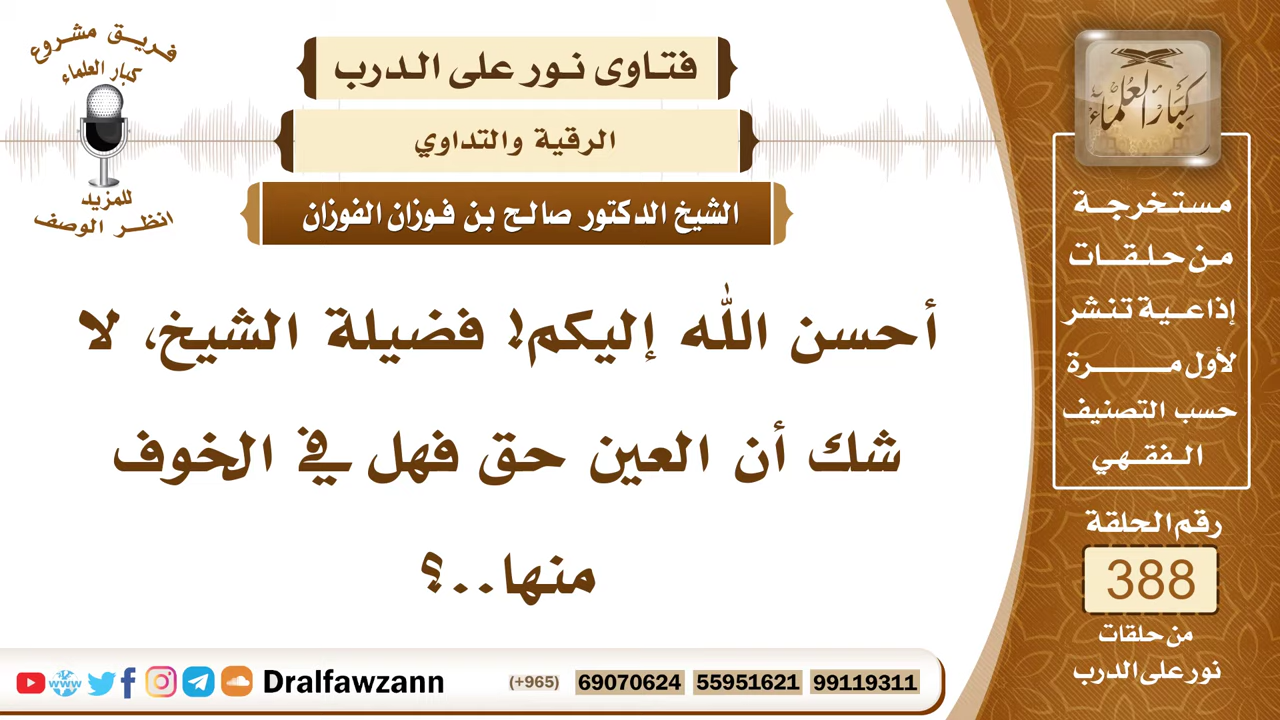 فريق مشروع
كبار العلماء
للمزيد
انظر الوصف
فتاوى نور على الدرب
الرقية والتداوي
الشيخ الدكتور صالح بن فوزان الفوزان
أحسن الله إليكم! فضيلة الشيخ، لا
شك أن العين حق فهل في الخوف
منها..؟
كبار العلماء
مستخرجة
من حلقات
إذاعية تنشر
لأول مرة
حسب التصنيف
الفقهي
رقم الحلقة
388
من حلقات
نور على الدرب
www Dralfawzann (+965) 69070624 55951621 99119311